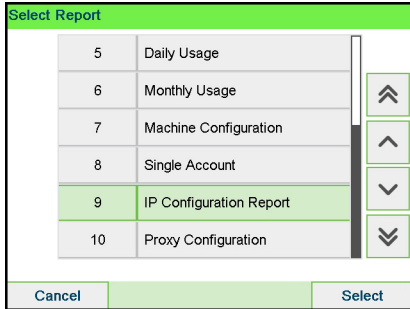 Select Report
5 Daily Usage
6 Monthly Usage
7 Machine Configuration
8 Single Account
9 IP Configuration Report
10 Proxy Configuration
Cancel Select